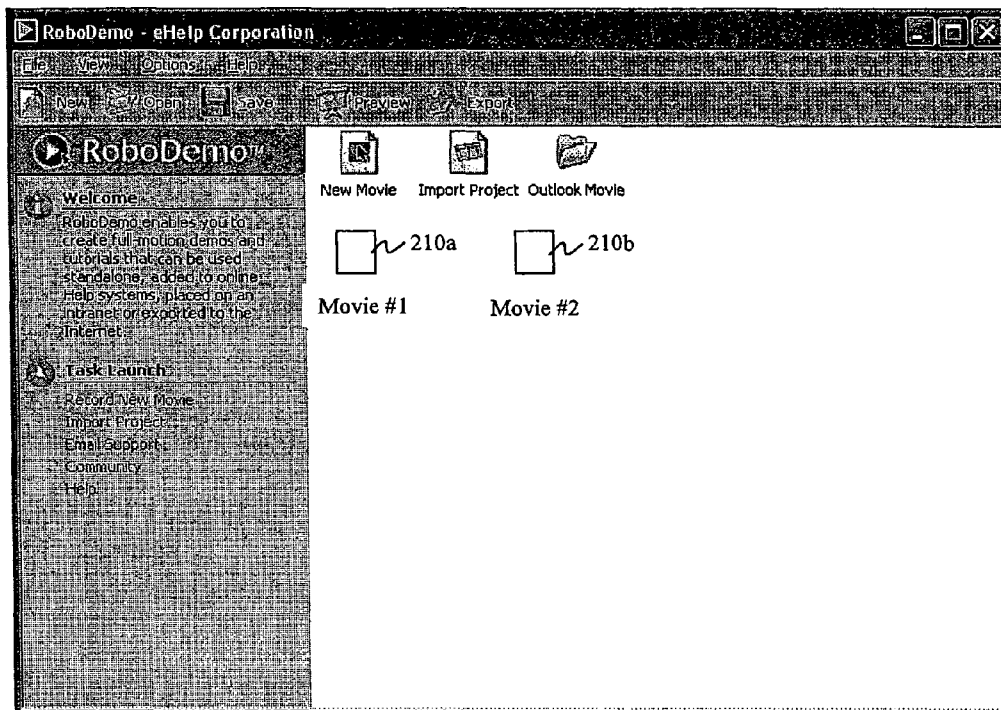 RoboDemo - eHelp Corporation
File View Options Help
New Open Save Preview Export
RoboDemo™
Welcome
RoboDemo enables you to
create full-motion demos and
tutorials that can be used
standalone, added to online
Help systems, placed on an
intranet or exported to the
Internet.
Task Launch
Record New Movie
Import Project
Email Support
Community
Help
New Movie Import Project Outlook Movie
210a 210b
Movie #1 Movie #2